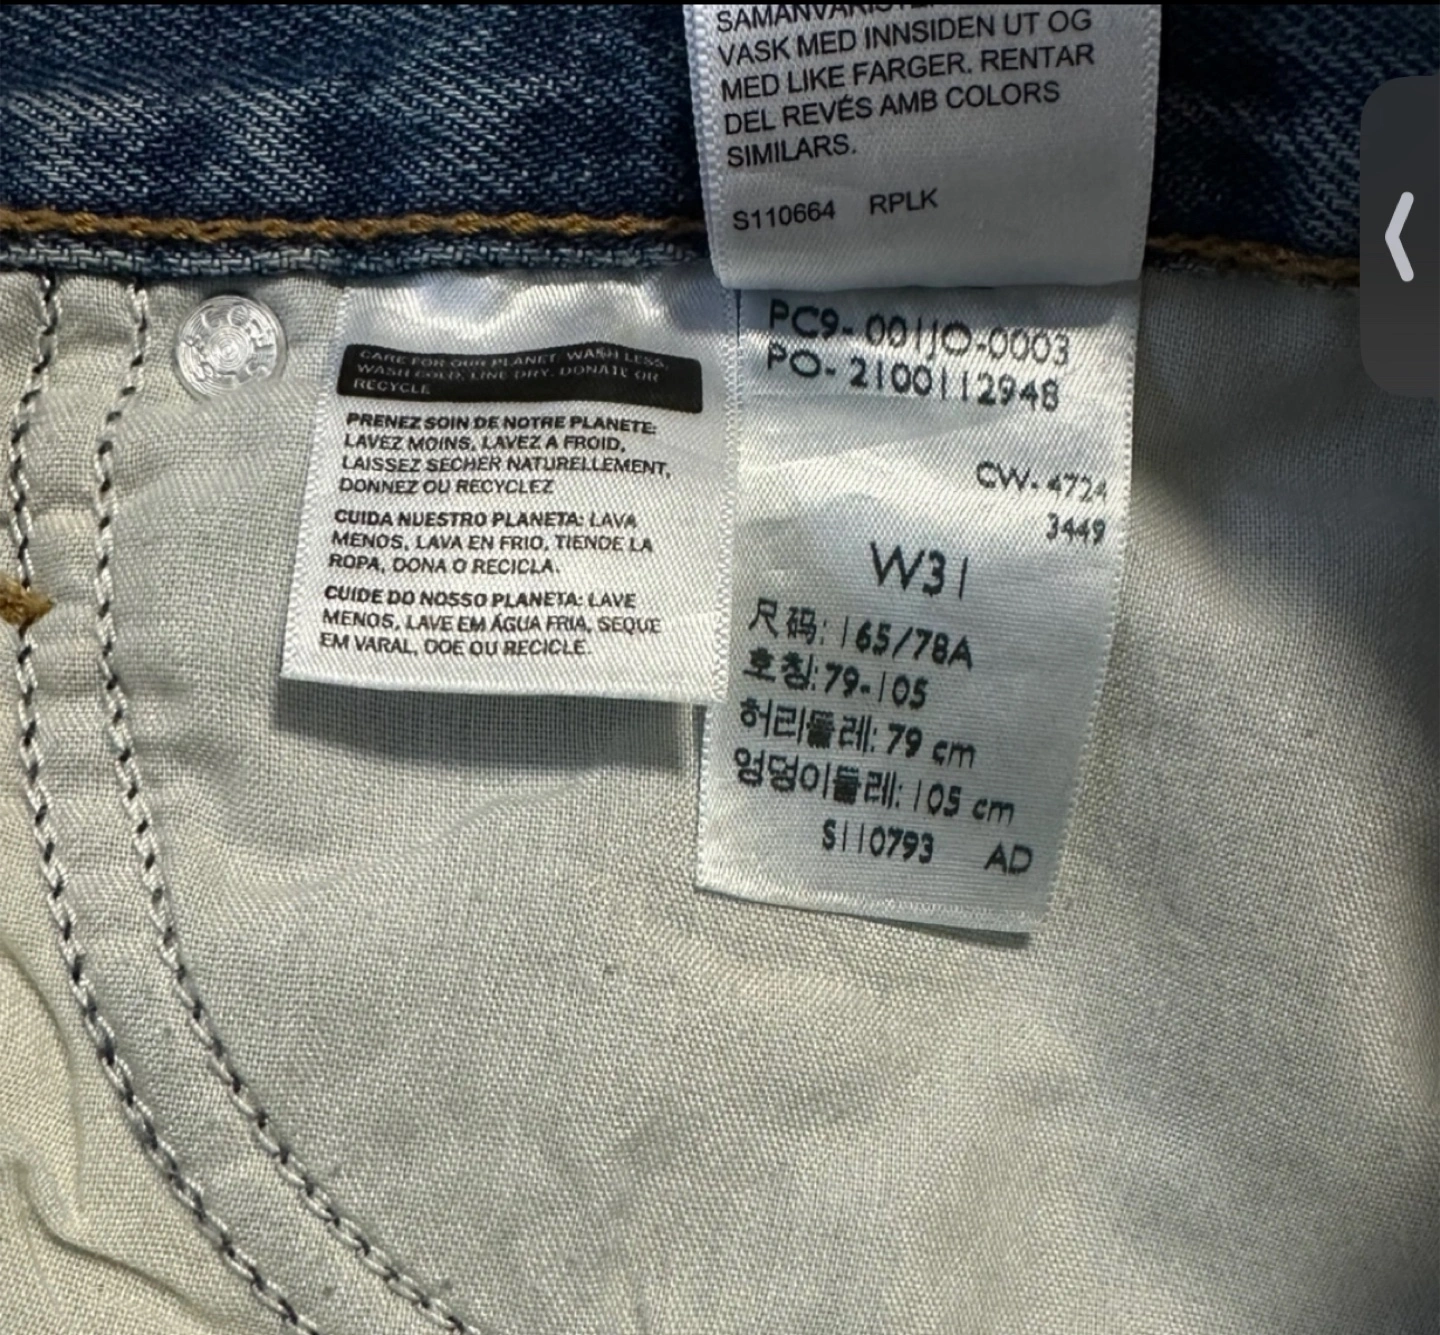 VASK MED INNSIDEN UT OG
MED LIKE FARGER. RENTAR
DEL REVÉS AMB COLORS
SIMILARS.
S110664 RPLK
CARE FOR OUR PLANET: WASH LESS,
WASH COLD, LINE DRY, DONATE OR
RECYCLE
PRENEZ SOIN DE NOTRE PLANETE:
LAVEZ MOINS, LAVEZ A FROID,
LAISSEZ SECHER NATURELLEMENT,
DONNEZ OU RECYCLEZ
CUIDA NUESTRO PLANETA: LAVA
MENOS, LAVA EN FRIO, TIENDE LA
ROPA, DONA O RECICLA.
CUIDE DO NOSSO PLANETA: LAVE
MENOS, LAVE EM ÁGUA FRIA, SEQUE
EM VARAL, DOE OU RECICLE.
PC9-001JO-0003
PO-2100112948
CW-4724
3449
W31
尺码: 165/78A
호칭: 79-105
허리둘레: 79 cm
엉덩이둘레: 105 cm
S110793 AD